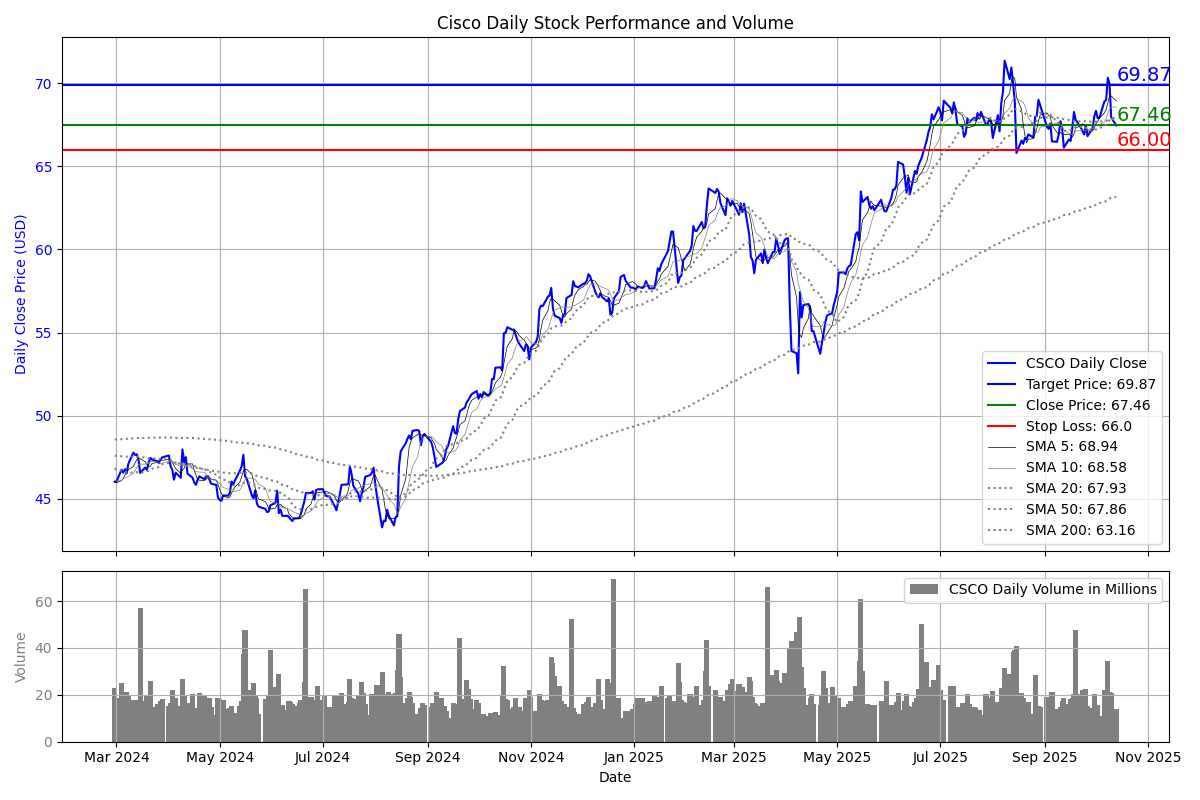 Cisco Daily Stock Performance and Volume
70
65
60
55
50
45
Daily Close Price (USD)
69.87
67.46
66.00
CSCO Daily Close
Target Price: 69.87
Close Price: 67.46
Stop Loss: 66.0
SMA 5: 68.94
SMA 10: 68.58
SMA 20: 67.93
SMA 50: 67.86
SMA 200: 63.16
CSCO Daily Volume in Millions
60
40
20
0
Volume
Mar 2024 May 2024 Jul 2024 Sep 2024 Nov 2024 Jan 2025 Mar 2025 May 2025 Jul 2025 Sep 2025 Nov 2025
Date